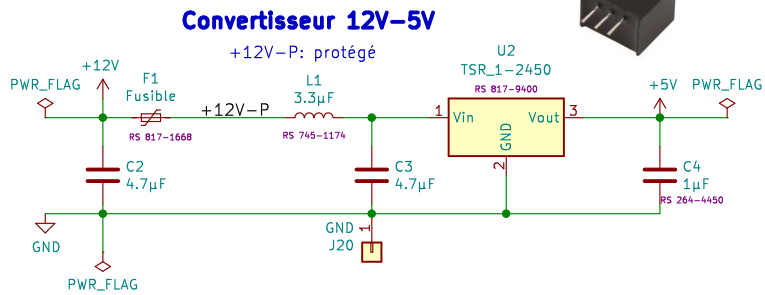 Convertisseur 12V-5V
+12V-P: protégé
PWR_FLAG
+12V
F1
Fusible
RS 817-1668
+12V-P
L1
3.3µF
RS 745-1174
U2
TSR_1-2450
RS 817-9400
1
Vin
GND
2
Vout
3
+5V
PWR_FLAG
C2
4.7µF
C3
4.7µF
C4
1µF
RS 264-4450
GND
PWR_FLAG
GND
J20
1